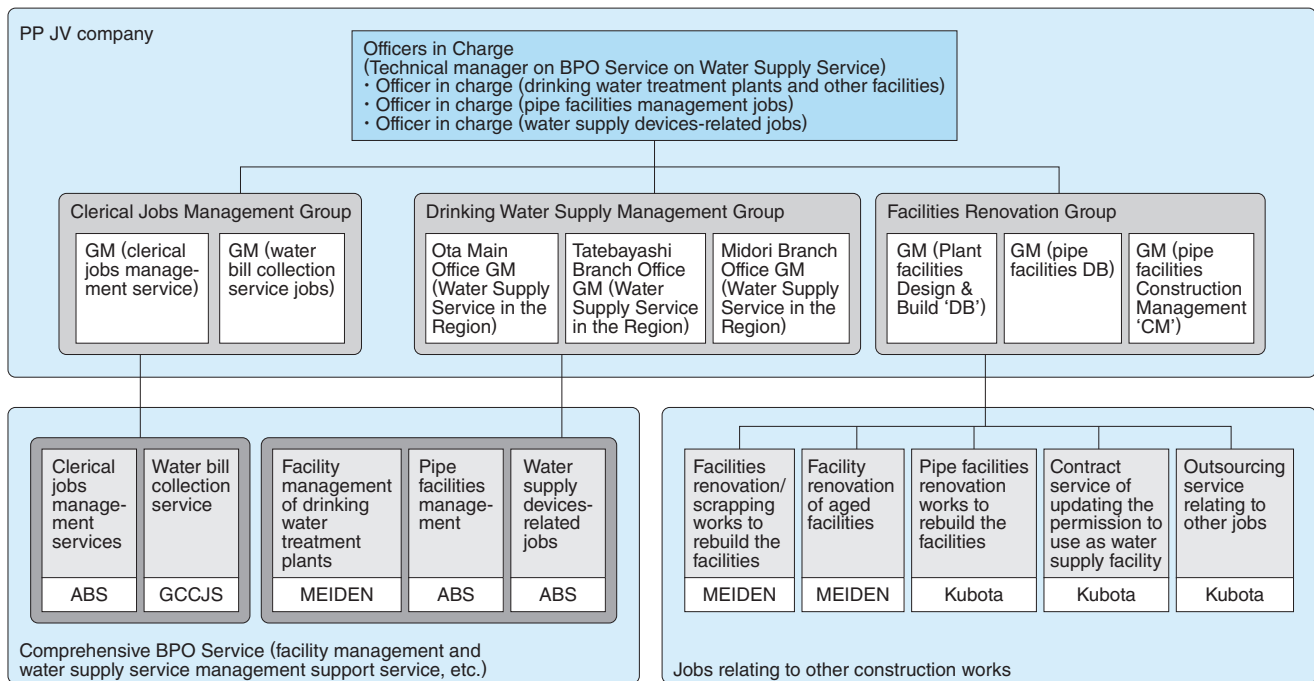 PP JV company
Officers in Charge
(Technical manager on BPO Service on Water Supply Service)
・Officer in charge (drinking water treatment plants and other facilities)
・Officer in charge (pipe facilities management jobs)
・Officer in charge (water supply devices-related jobs)
Clerical Jobs Management Group
GM (clerical
jobs manage-
ment service)
GM (water
bill collection
service jobs)
Drinking Water Supply Management Group
Ota Main
Office GM
(Water Supply
Service in the
Region)
Tatebayashi
Branch Office
GM (Water
Supply Service
in the Region)
Midori Branch
Office GM
(Water Supply
Service in the
Region)
Facilities Renovation Group
GM (Plant
facilities
Design &
Build ‘DB’)
GM (pipe
facilities DB)
GM (pipe
facilities
Construction
Management
‘CM’)
Clerical
jobs
manage-
ment
services
ABS
Water bill
collection
service
GCCJS
Facility
management
of drinking
water
treatment
plants
MEIDEN
Pipe
facilities
manage-
ment
ABS
Water
supply
devices-
related
jobs
ABS
Comprehensive BPO Service (facility management and
water supply service management support service, etc.)
Facilities
renovation/
scrapping
works to
rebuild the
facilities
MEIDEN
Facility
renovation
of aged
facilities
MEIDEN
Pipe facilities
renovation
works to
rebuild the
facilities
Kubota
Contract
service of
updating the
permission to
use as water
supply facility
Kubota
Outsourcing
service
relating to
other jobs
Kubota
Jobs relating to other construction works